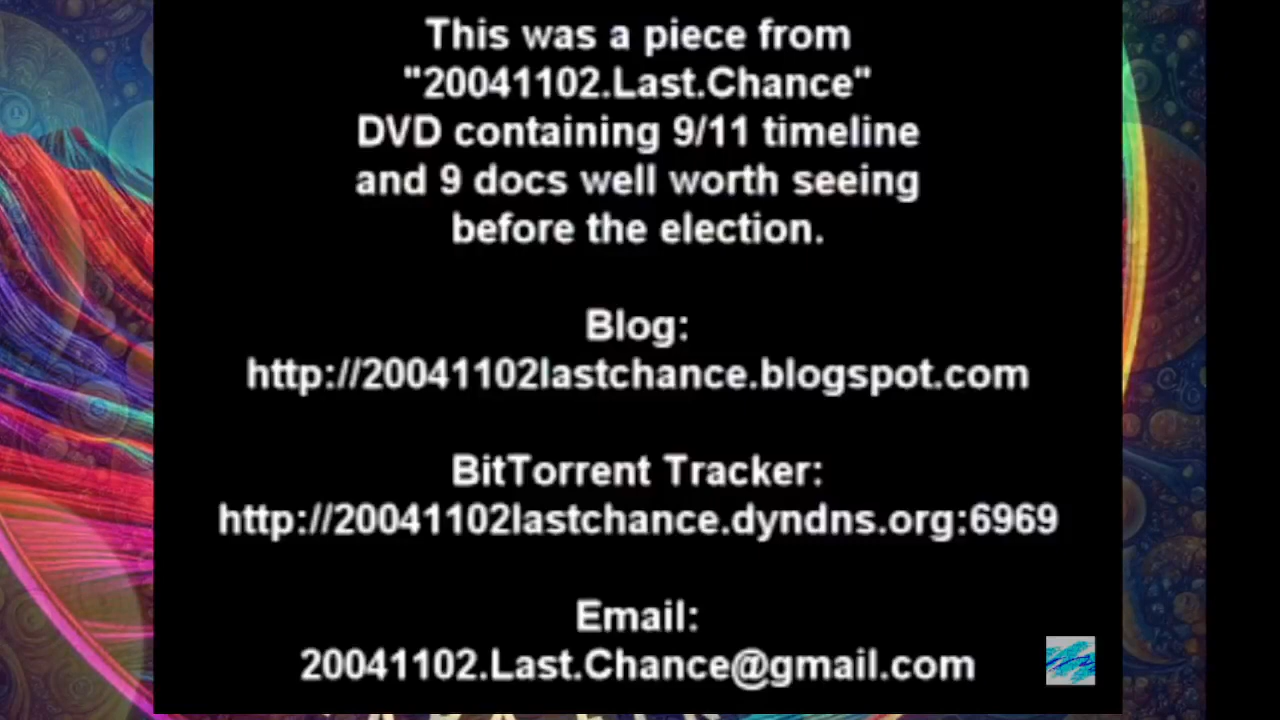 This was a piece from
"20041102.Last.Chance"
DVD containing 9/11 timeline
and 9 docs well worth seeing
before the election.
Blog:
http://20041102lastchance.blogspot.com
BitTorrent Tracker:
http://20041102lastchance.dyndns.org:6969
Email:
20041102.Last.Chance@gmail.com